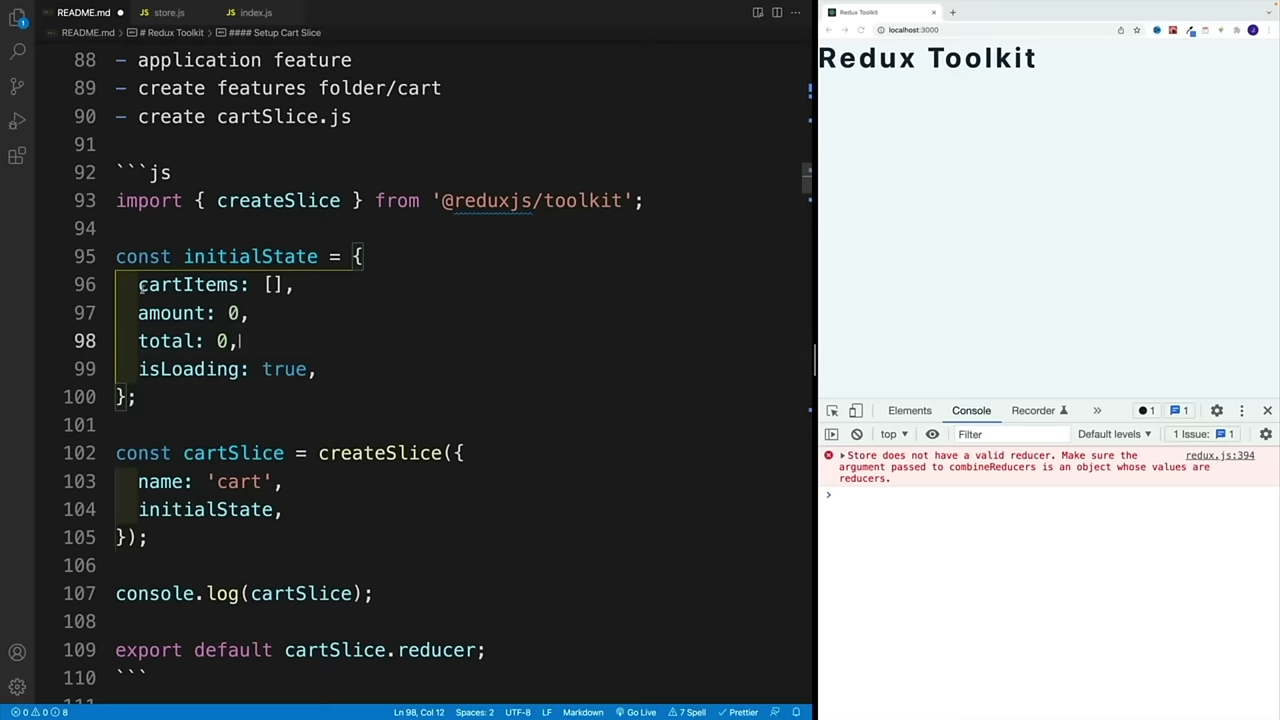 README.md
store.js
index.js
README.md > # Redux Toolkit > #### Setup Cart Slice
88 - application feature
89 - create features folder/cart
90 - create cartSlice.js
91
92 ```js
93 import { createSlice } from '@reduxjs/toolkit';
94
95 const initialState = {
96 cartItems: [],
97 amount: 0,
98 total: 0,
99 isLoading: true,
100 };
101
102 const cartSlice = createSlice({
103 name: 'cart',
104 initialState,
105 });
106
107 console.log(cartSlice);
108
109 export default cartSlice.reducer;
110 ```
1
0 0 8 Ln 98, Col 12 Spaces: 2 UTF-8 LF Markdown Go Live 7 Spell Prettier
Redux Toolkit
localhost:3000
J
Redux Toolkit
Elements Console Recorder 1 1
top Filter Default levels 1 Issue: 1
Store does not have a valid reducer. Make sure the redux.js:394
argument passed to combineReducers is an object whose values are
reducers.